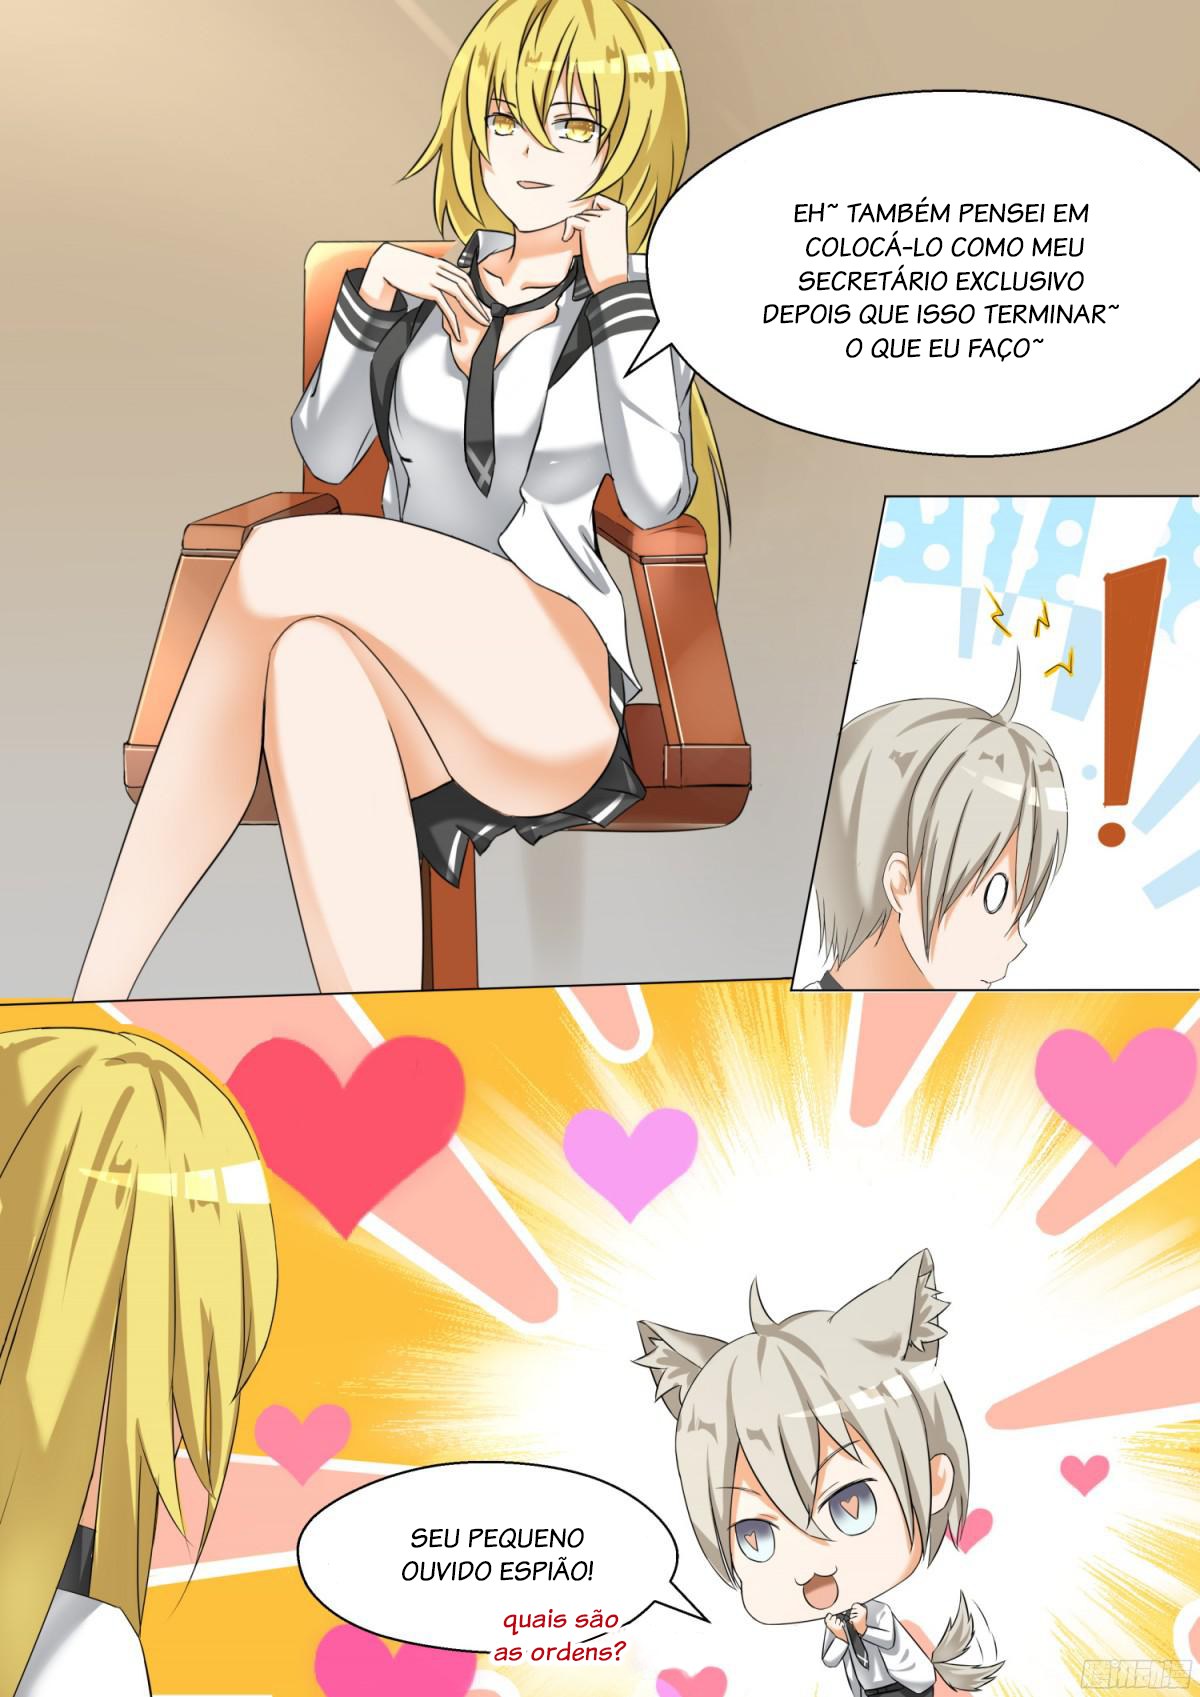 EH~ TAMBÉM PENSEI EM
COLOCÁ-LO COMO MEU
SECRETÁRIO EXCLUSIVO
DEPOIS QUE ISSO TERMINAR~
O QUE EU FAÇO~
!
SEU PEQUENO
OUVIDO ESPIÃO!
quais são
as ordens?